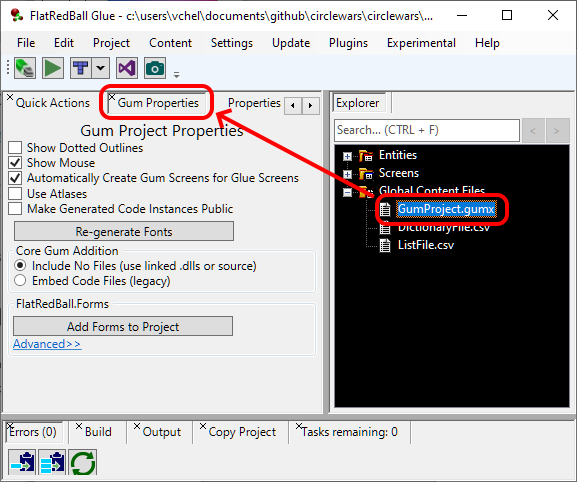 FlatRedBall Glue - c:\users\vchel\documents\github\circlewars\circlewars\...
File Edit Project Content Settings Update Plugins Experimental Help
Quick Actions Gum Properties Properties
Gum Project Properties
Show Dotted Outlines
Show Mouse
Automatically Create Gum Screens for Glue Screens
Use Atlases
Make Generated Code Instances Public
Re-generate Fonts
Core Gum Addition
Include No Files (use linked .dlls or source)
Embed Code Files (legacy)
FlatRedBall.Forms
Add Forms to Project
Advanced>>
Explorer
Search... (CTRL + F)
< >
Entities
Screens
Global Content Files
GumProject.gumx
DictionaryFile.csv
ListFile.csv
Errors (0) Build Output Copy Project Tasks remaining: 0